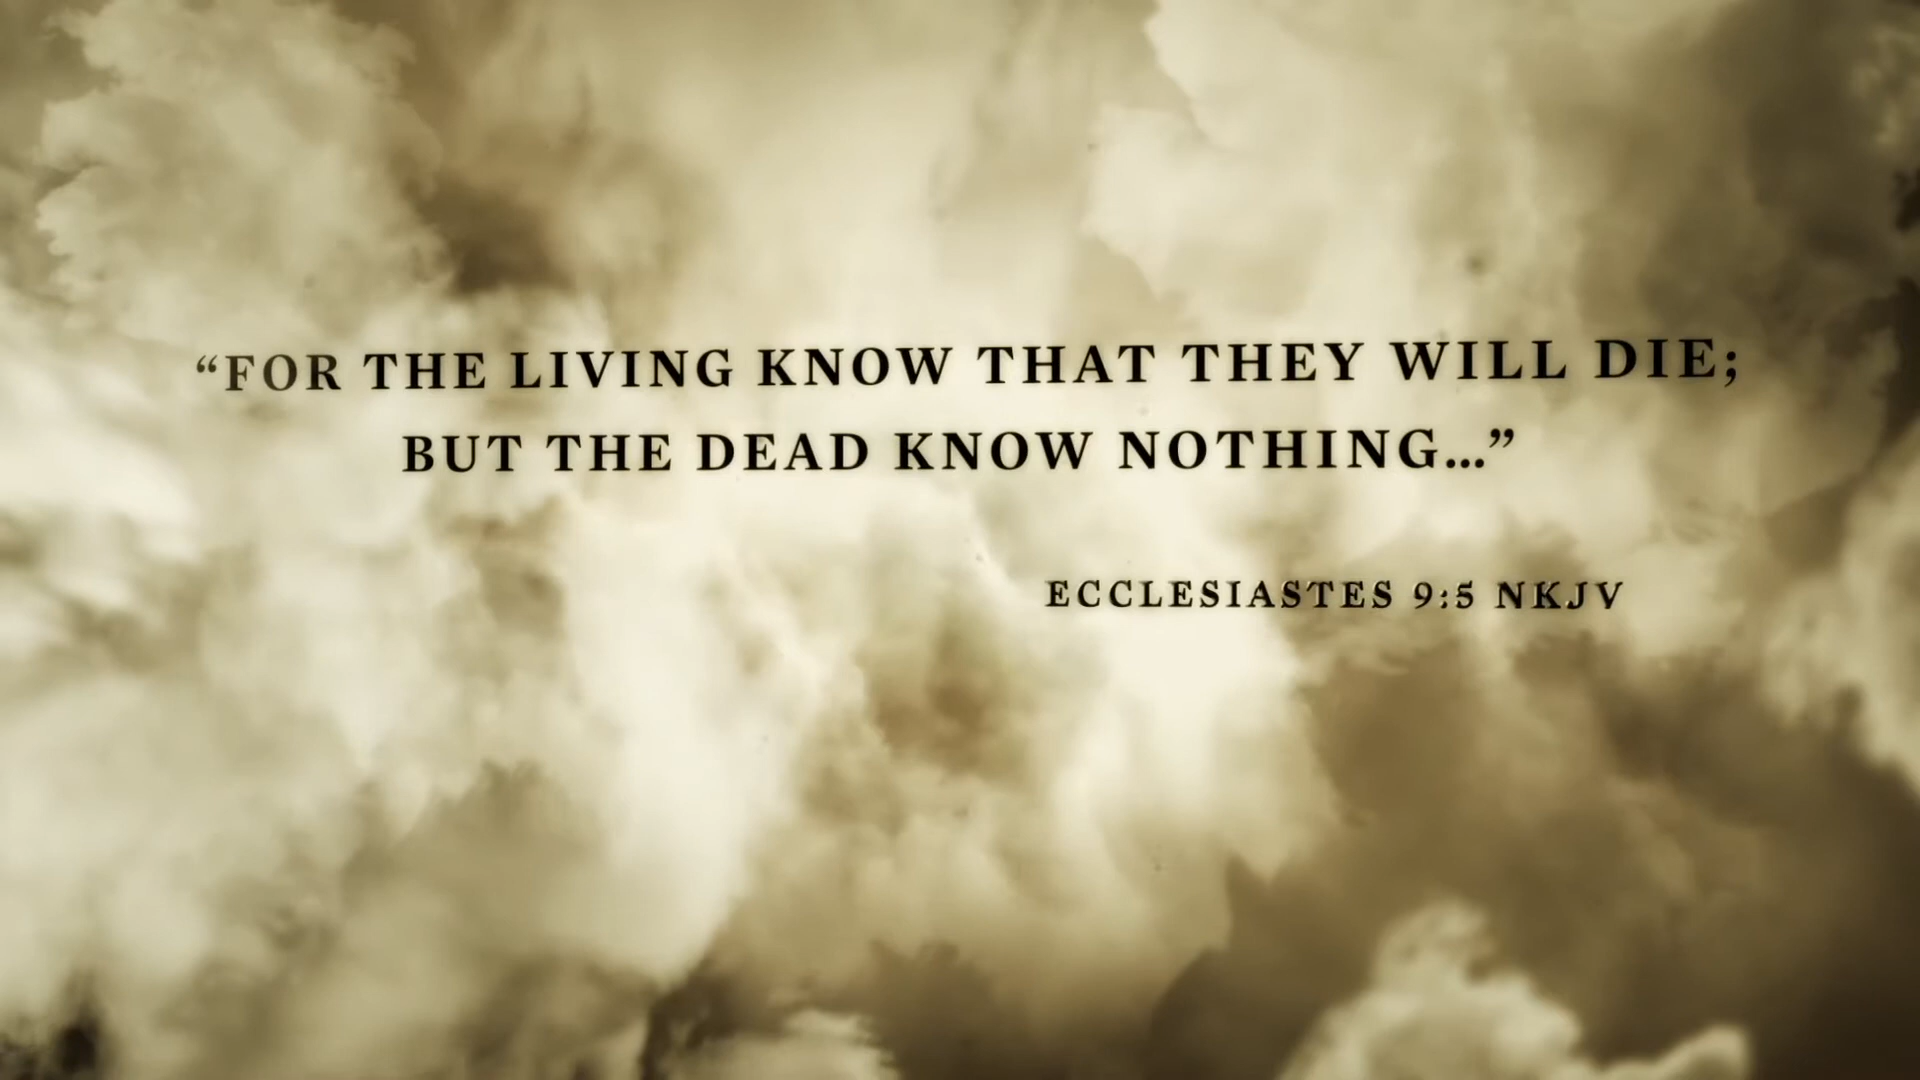 “FOR THE LIVING KNOW THAT THEY WILL DIE;
BUT THE DEAD KNOW NOTHING...”
ECCLESIASTES 9:5 NKJV